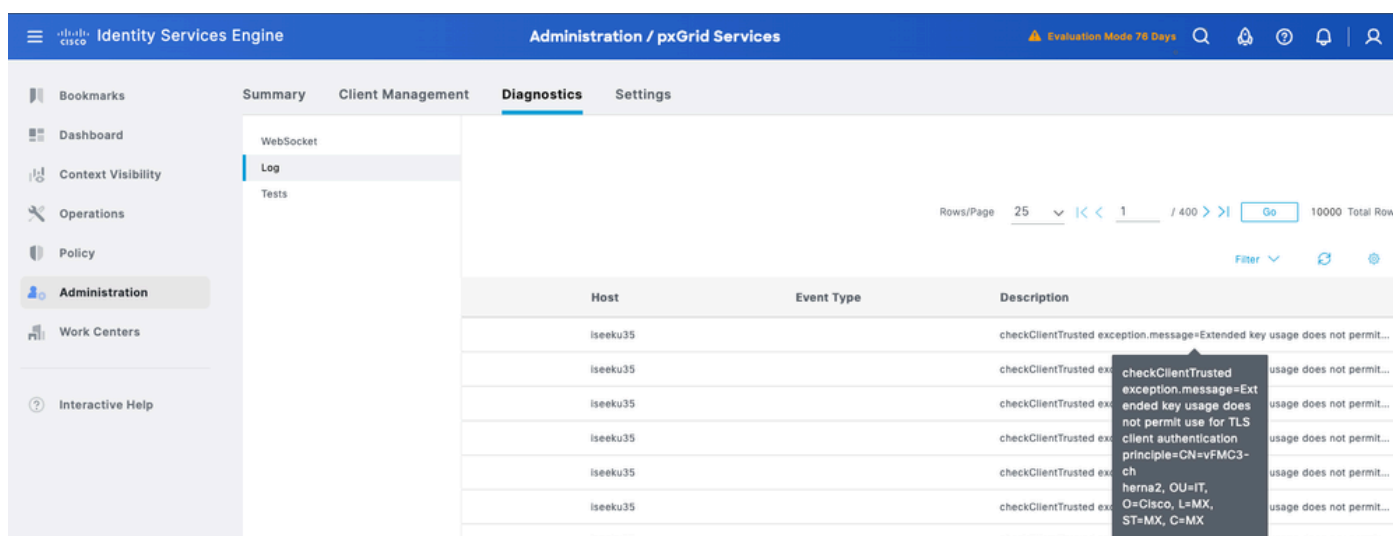 CISCO Identity Services Engine
Administration / pxGrid Services
Evaluation Mode 76 Days
Bookmarks
Dashboard
Context Visibility
Operations
Policy
Administration
Work Centers
Interactive Help
Summary Client Management Diagnostics Settings
WebSocket
Log
Tests
Rows/Page 25 1 / 400 Go 10000 Total Row
Filter
Host Event Type Description
iseeku35 checkClientTrusted exception.message=Extended key usage does not permit...
iseeku35 checkClientTrusted exc usage does not permit...
iseeku35 checkClientTrusted exc usage does not permit...
iseeku35 checkClientTrusted exc usage does not permit...
iseeku35 checkClientTrusted exc usage does not permit...
iseeku35 checkClientTrusted exc usage does not permit...
checkClientTrusted
exception.message=Ext
ended key usage does
not permit use for TLS
client authentication
principle=CN=vFMC3-
ch
herna2, OU=IT,
O=Cisco, L=MX,
ST=MX, C=MX